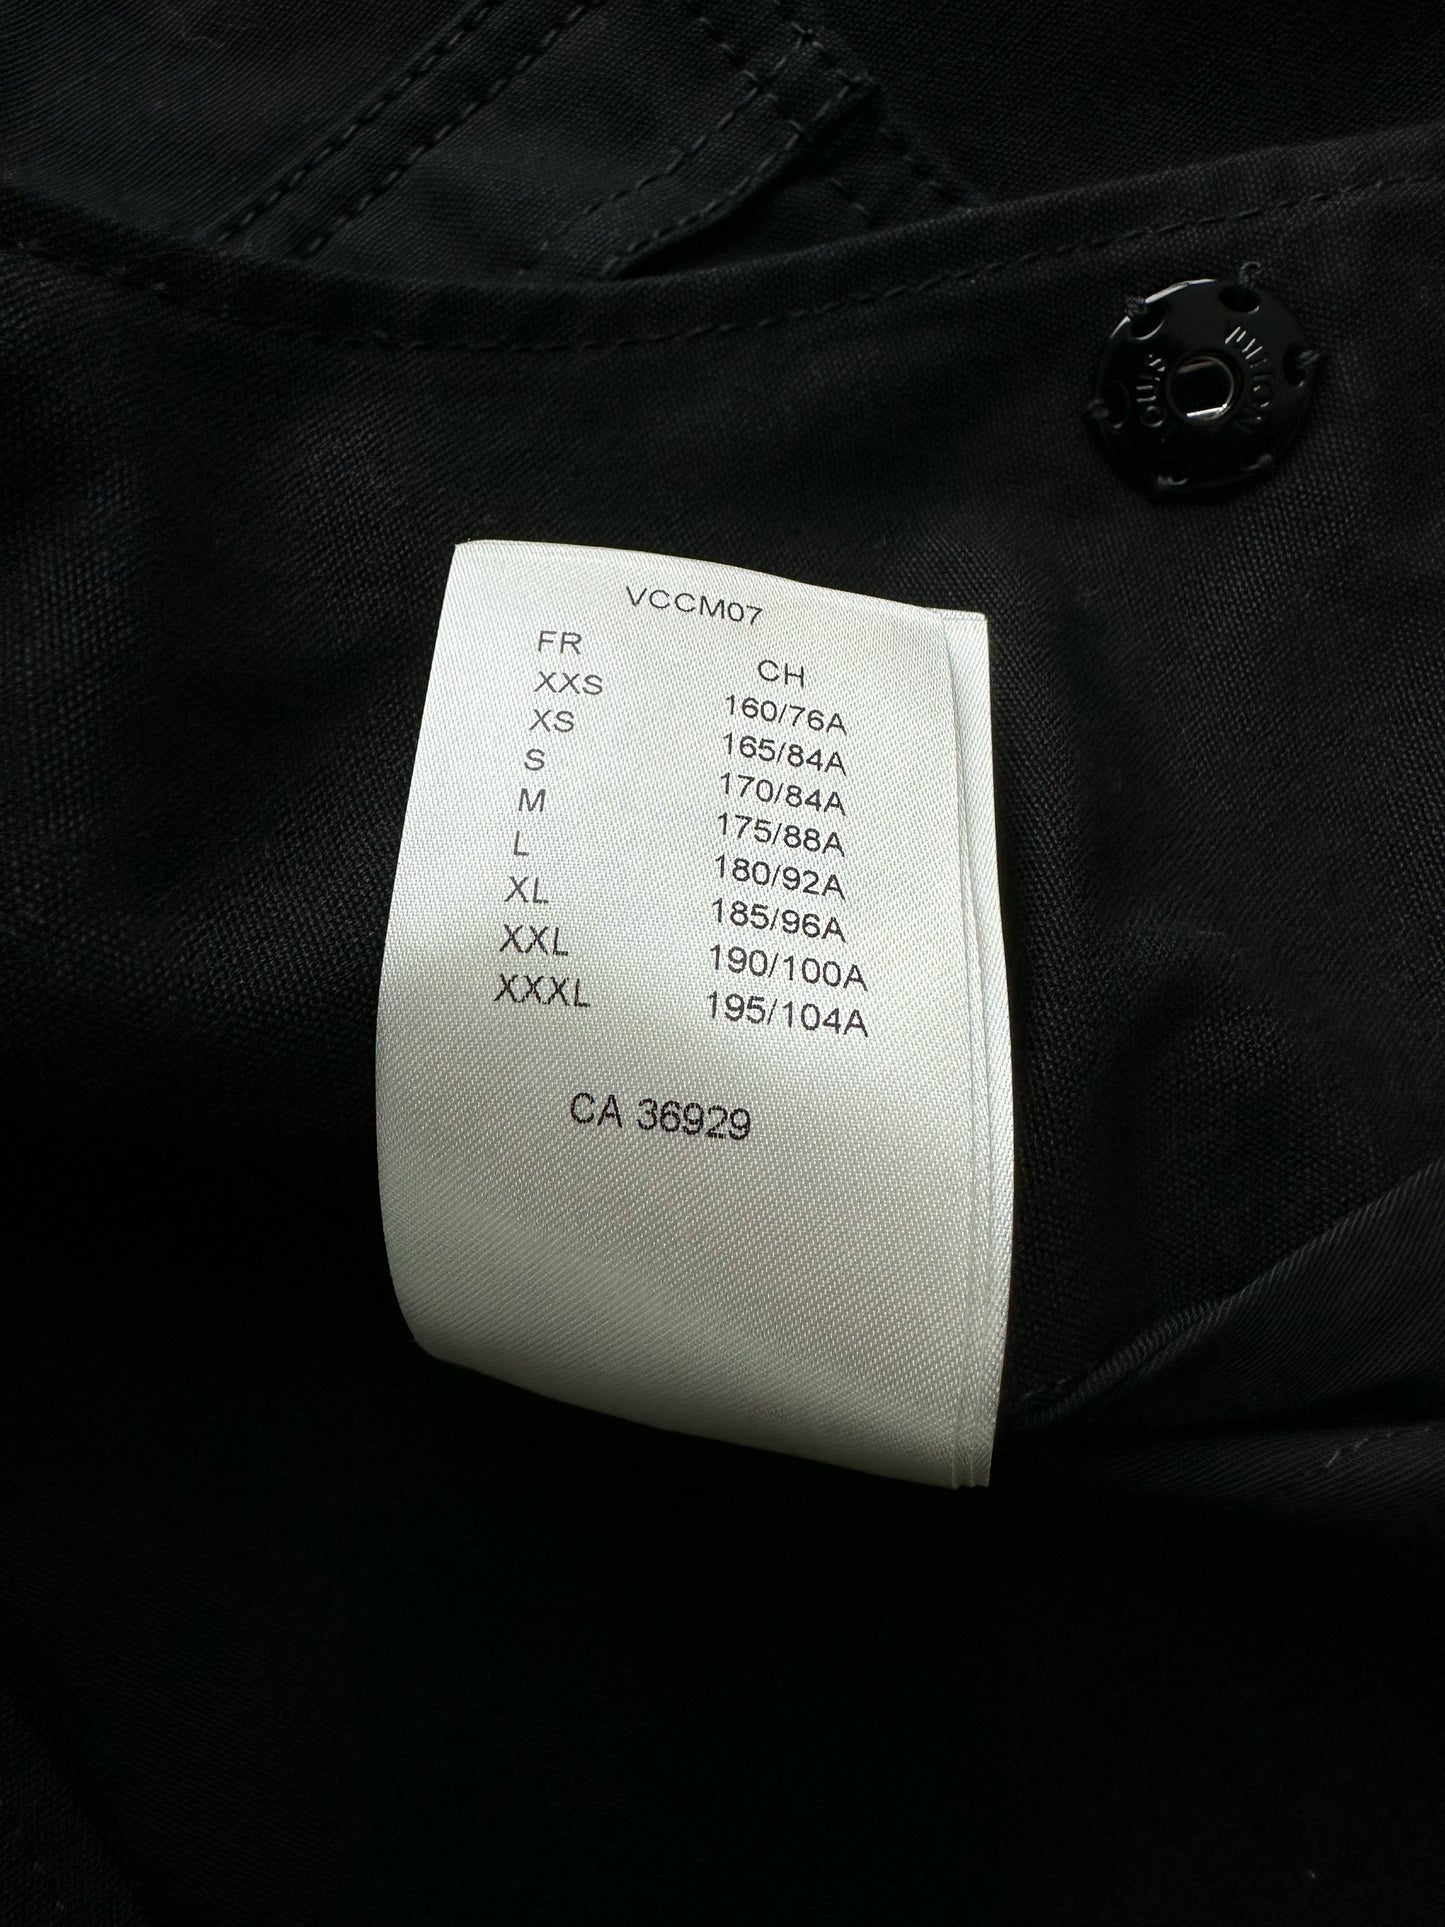 VCCM07
FR CH
XXS 160/76A
XS 165/84A
S 170/84A
M 175/88A
L 180/92A
XL 185/96A
XXL 190/100A
XXXL 195/104A
CA 36929